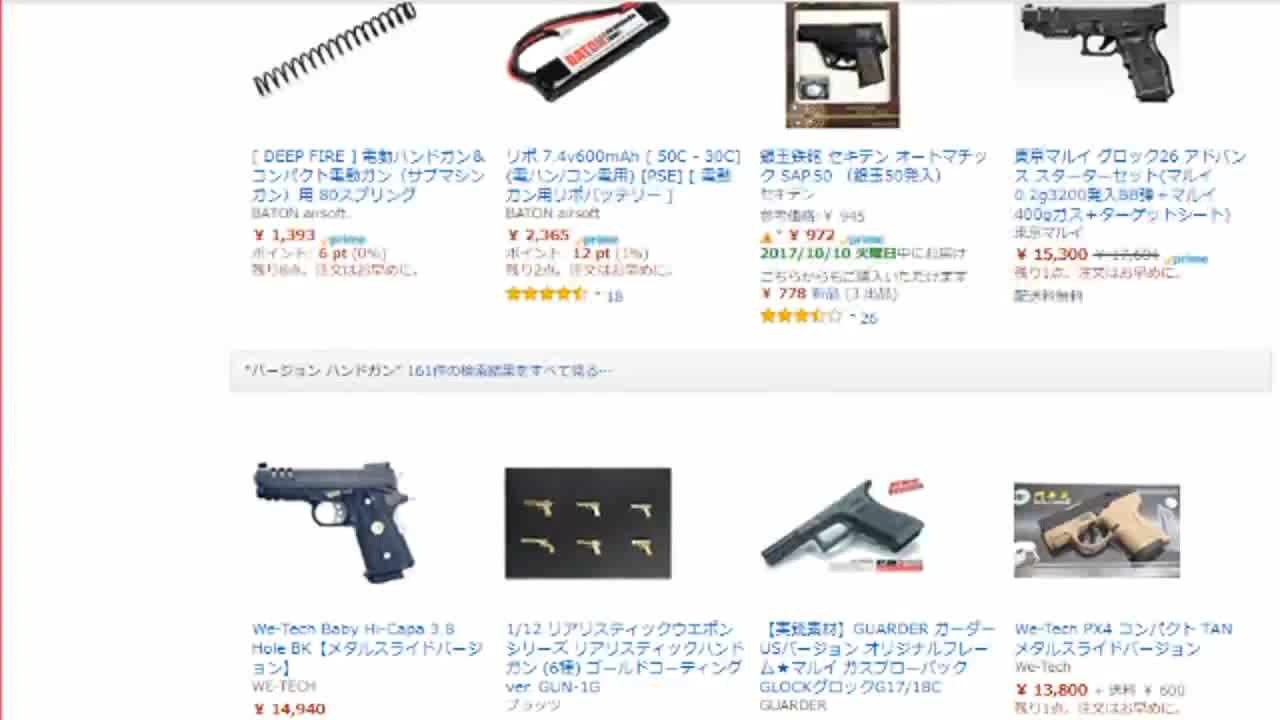 BATON
[ DEEP FIRE ] 電動ハンドガン&
コンパクト電動ガン（サブマシン
ガン）用 80スプリング
BATON airsoft.
¥ 1,393 prime
ポイント: 6 pt (0%)
残り8点。注文はお早めに。
リポ 7.4v600mAh [ 50C - 30C]
(電ハン/コン電用) [PSE] [ 電動
ガン用リポバッテリー ]
BATON airsoft
¥ 2,365 prime
ポイント: 12 pt (1%)
残り2点。注文はお早めに。
18
銀玉鉄砲 セキデン オートマチッ
ク SAP.50 （銀玉50発入）
セキデン
参考価格: ¥ 945
¥ 972 prime
2017/10/10 火曜日中にお届け
こちらからもご購入いただけます
¥ 778 新品 (3 出品)
26
東京マルイ グロック26 アドバン
ス スターターセット(マルイ
0.2g3200発入BB弾＋マルイ
400gガス＋ターゲットシート)
東京マルイ
¥ 15,300 prime
残り1点。注文はお早めに。
配送料無料
"バージョン ハンドガン" 161件の検索結果をすべて見る…
We-Tech Baby Hi-Capa 3.8
Hole BK【メタルスライドバージ
ョン】
WE-TECH
¥ 14,940
1/12 リアリスティックウエポン
シリーズ リアリスティックハンド
ガン (6種) ゴールドコーティング
ver. GUN-1G
プラッツ
【実銃素材】GUARDER ガーダー
USバージョン オリジナルフレー
ム★マルイ ガスブローバック
GLOCKグロックG17/18C
GUARDER
We-Tech PX4 コンパクト TAN
メタルスライドバージョン
We-Tech
¥ 13,800 + 送料 ¥ 600
残り1点。注文はお早めに。